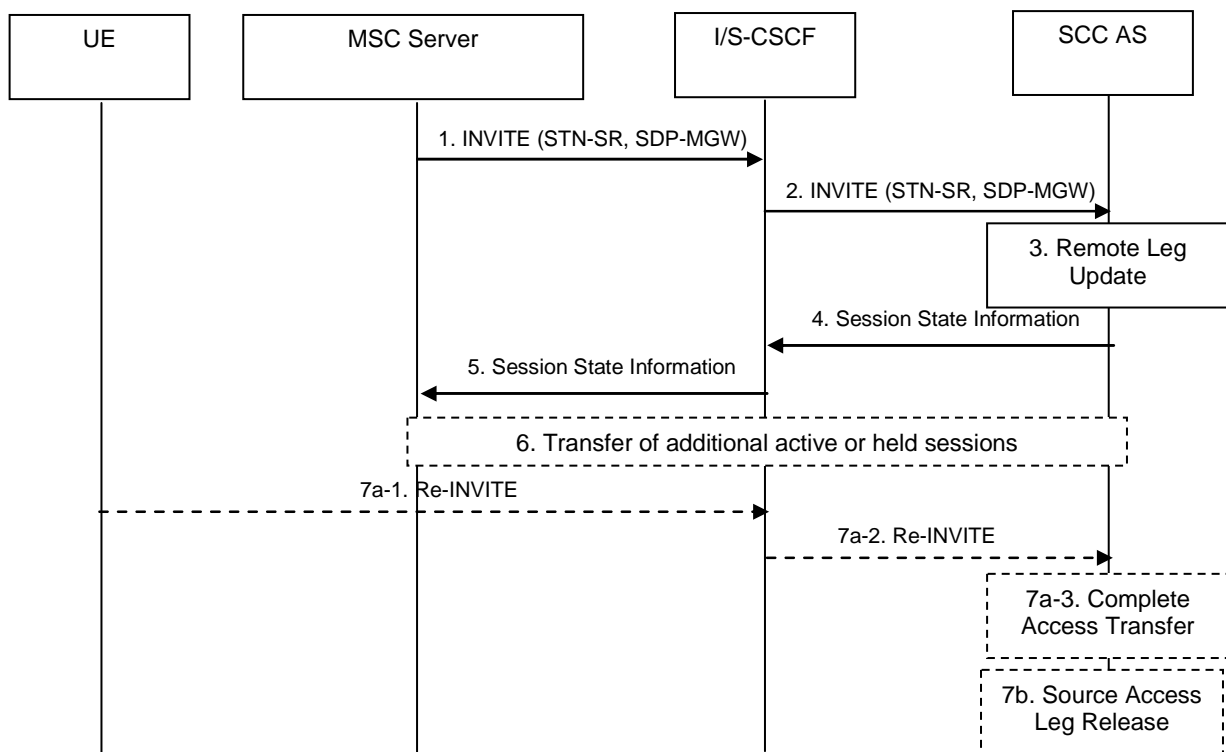 UE
MSC Server
I/S-CSCF
SCC AS
1. INVITE (STN-SR, SDP-MGW)
2. INVITE (STN-SR, SDP-MGW)
3. Remote Leg
Update
4. Session State Information
5. Session State Information
6. Transfer of additional active or held sessions
7a-1. Re-INVITE
7a-2. Re-INVITE
7a-3. Complete
Access Transfer
7b. Source Access
Leg Release